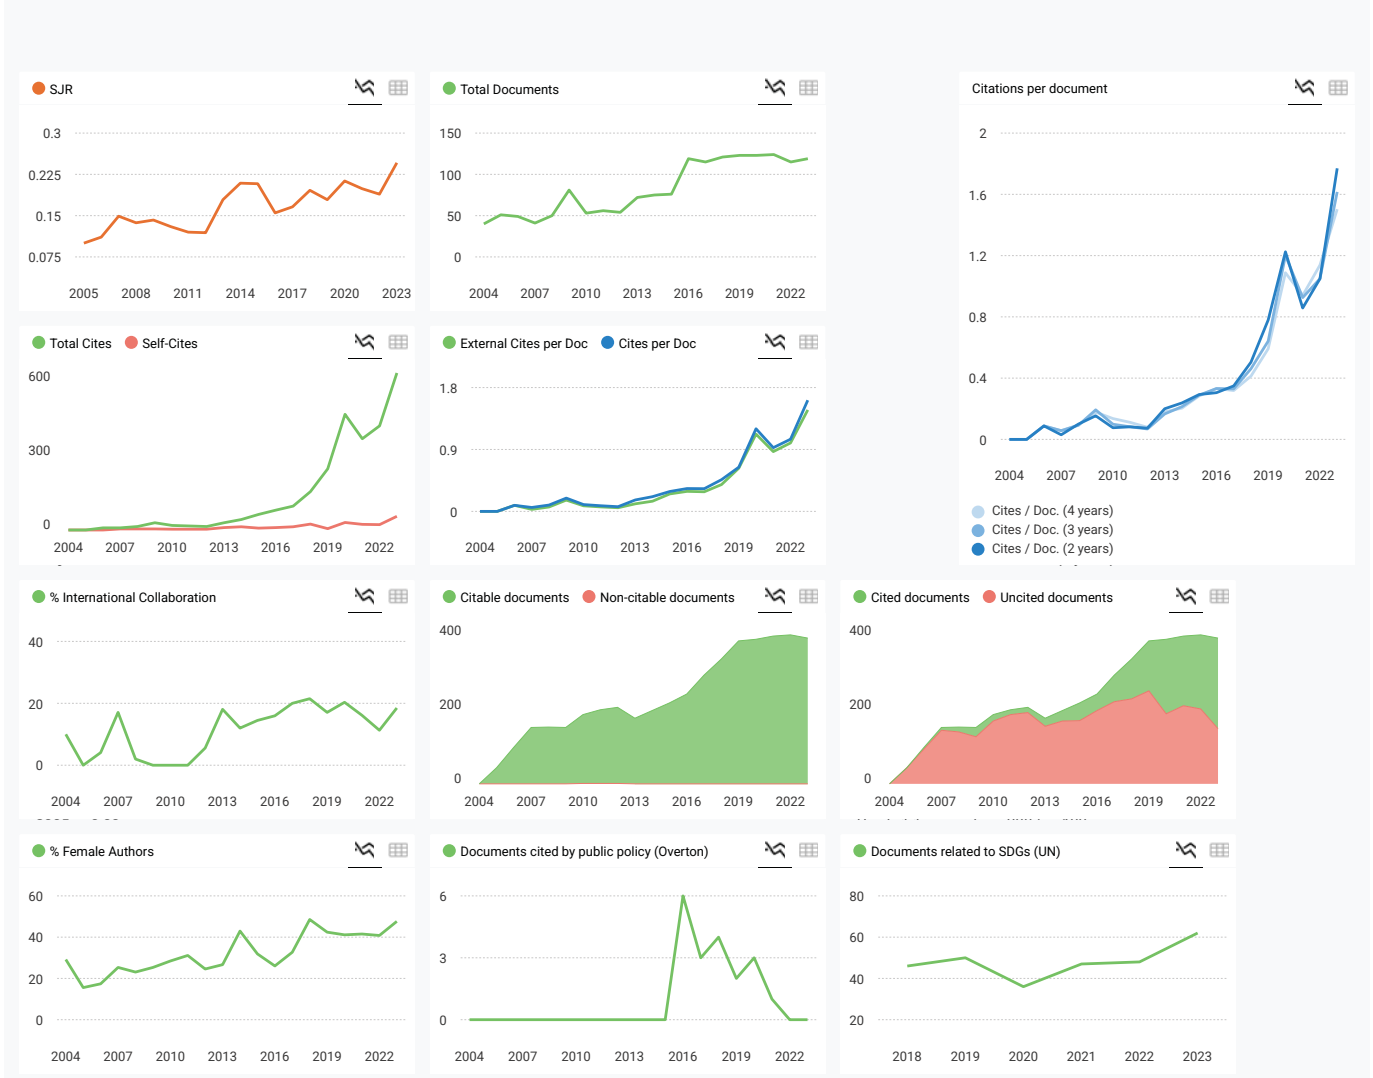 SJR
0.3
0.225
0.15
0.075
2005 2008 2011 2014 2017 2020 2023
Total Documents
150
100
50
0
2004 2007 2010 2013 2016 2019 2022
Citations per document
2
1.6
1.2
0.8
0.4
0
2004 2007 2010 2013 2016 2019 2022
Cites / Doc. (4 years)
Cites / Doc. (3 years)
Cites / Doc. (2 years)
Total Cites Self-Cites
600
300
0
2004 2007 2010 2013 2016 2019 2022
External Cites per Doc Cites per Doc
1.8
0.9
0
2004 2007 2010 2013 2016 2019 2022
% International Collaboration
40
20
0
2004 2007 2010 2013 2016 2019 2022
Citable documents Non-citable documents
400
200
0
2004 2007 2010 2013 2016 2019 2022
Cited documents Uncited documents
400
200
0
2004 2007 2010 2013 2016 2019 2022
% Female Authors
60
40
20
0
2004 2007 2010 2013 2016 2019 2022
Documents cited by public policy (Overton)
6
3
0
2004 2007 2010 2013 2016 2019 2022
Documents related to SDGs (UN)
80
60
40
20
2018 2019 2020 2021 2022 2023